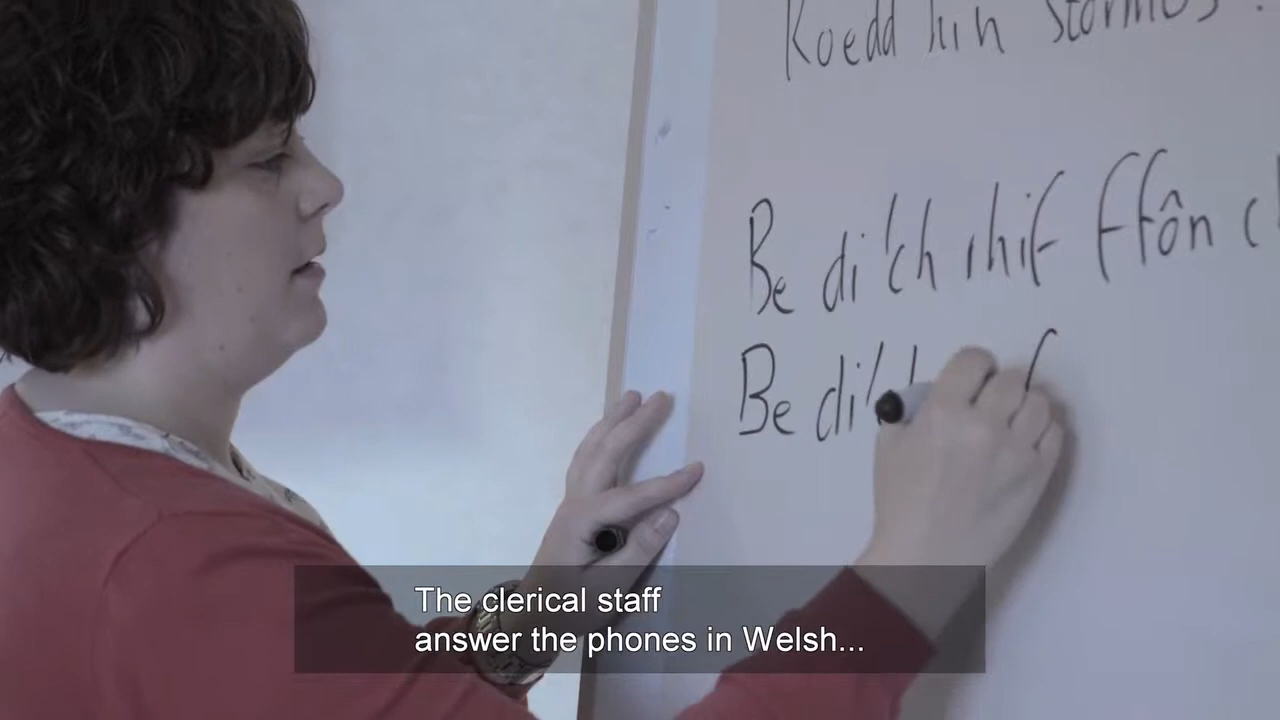 Roedd hi'n stormus
Be di'ch rhif ffôn
Be di'ch
The clerical staff
answer the phones in Welsh...